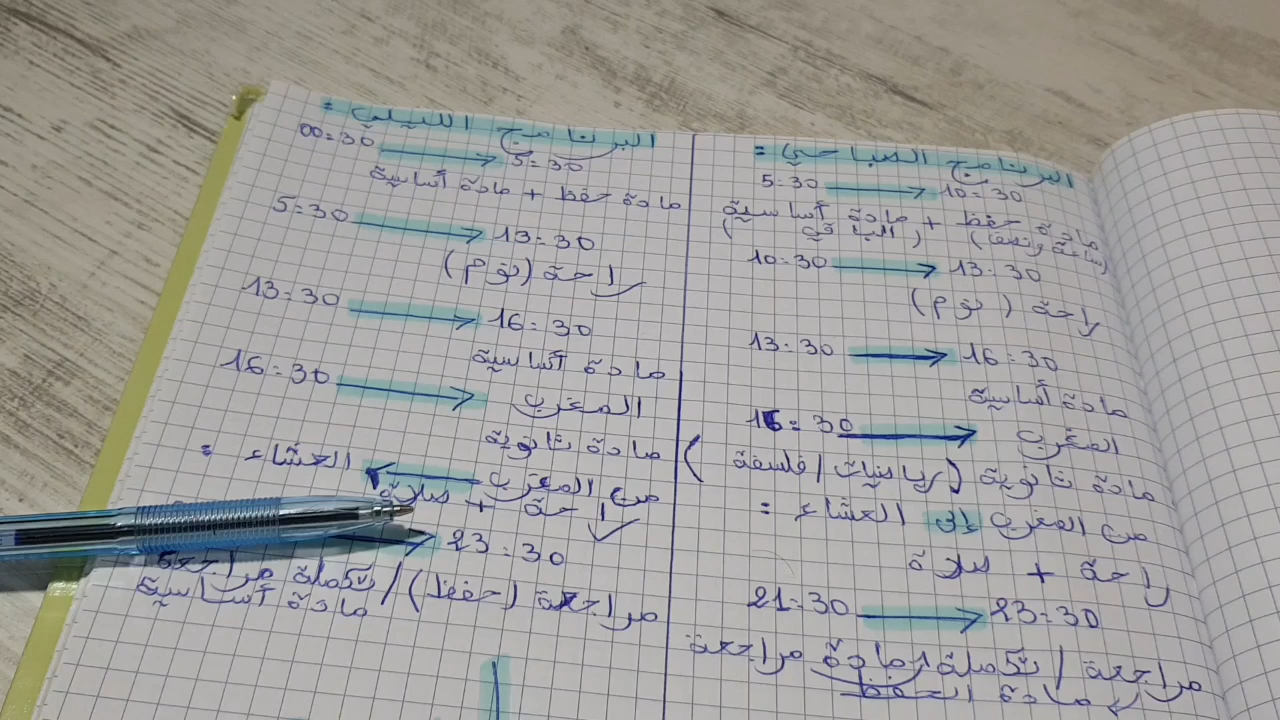 البرنامج الصباحي :
5:30 → 10:30
مادة حفظ + مادة أساسية
(ساعة ونصف) (الباقي)
10:30 → 13:30
راحة (نوم)
13:30 → 16:30
مادة أساسية
16:30 → المغرب
مادة ثانوية (رياضيات / فلسفة)
من المغرب إلى العشاء :
راحة + صلاة
21:30 → 23:30
مراجعة / تكملة مادة مراجعة
مادة الحفظ
البرنامج الليلي :
00:30 → 5:30
مادة حفظ + مادة أساسية
5:30 → 13:30
راحة (نوم)
13:30 → 16:30
مادة أساسية
16:30 → المغرب
مادة ثانوية
من المغرب ← العشاء :
راحة + صلاة
→ 23:30
مراجعة (حفظ) / تكملة مراجعة
مادة أساسية